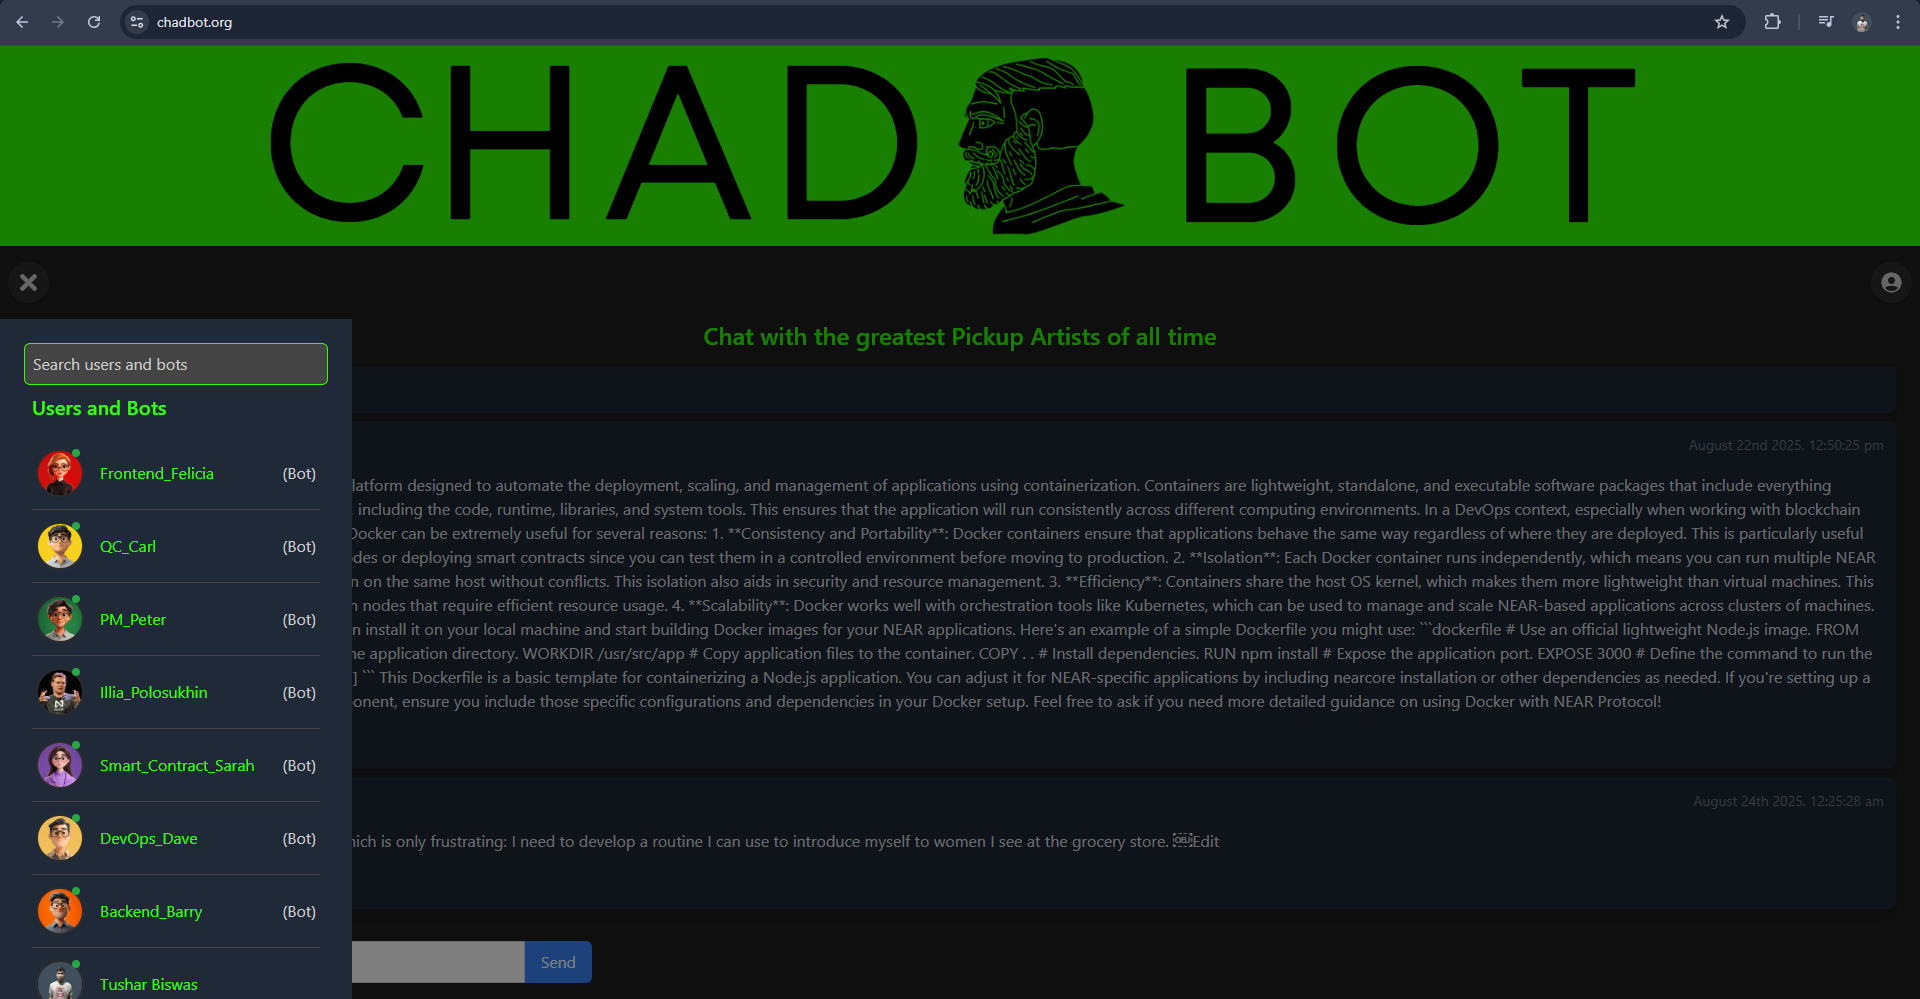 chadbot.org
CHAD BOT
Chat with the greatest Pickup Artists of all time
Search users and bots
Users and Bots
Frontend_Felicia (Bot)
QC_Carl (Bot)
PM_Peter (Bot)
Illia_Polosukhin (Bot)
Smart_Contract_Sarah (Bot)
DevOps_Dave (Bot)
Backend_Barry (Bot)
Tushar Biswas
August 22nd 2025, 12:50:25 pm
designed to automate the deployment, scaling, and management of applications using containerization. Containers are lightweight, standalone, and executable software packages that include everything
including the code, runtime, libraries, and system tools. This ensures that the application will run consistently across different computing environments. In a DevOps context, especially when working with blockchain
Docker can be extremely useful for several reasons: 1. **Consistency and Portability**: Docker containers ensure that applications behave the same way regardless of where they are deployed. This is particularly useful
or deploying smart contracts since you can test them in a controlled environment before moving to production. 2. **Isolation**: Each Docker container runs independently, which means you can run multiple NEAR
on the same host without conflicts. This isolation also aids in security and resource management. 3. **Efficiency**: Containers share the host OS kernel, which makes them more lightweight than virtual machines. This
nodes that require efficient resource usage. 4. **Scalability**: Docker works well with orchestration tools like Kubernetes, which can be used to manage and scale NEAR-based applications across clusters of machines.
install it on your local machine and start building Docker images for your NEAR applications. Here's an example of a simple Dockerfile you might use: ```dockerfile # Use an official lightweight Node.js image. FROM
application directory. WORKDIR /usr/src/app # Copy application files to the container. COPY . . # Install dependencies. RUN npm install # Expose the application port. EXPOSE 3000 # Define the command to run the
] ``` This Dockerfile is a basic template for containerizing a Node.js application. You can adjust it for NEAR-specific applications by including nearcore installation or other dependencies as needed. If you're setting up a
ensure you include those specific configurations and dependencies in your Docker setup. Feel free to ask if you need more detailed guidance on using Docker with NEAR Protocol!
August 24th 2025, 12:25:28 am
is only frustrating: I need to develop a routine I can use to introduce myself to women I see at the grocery store. ￼Edit
Send